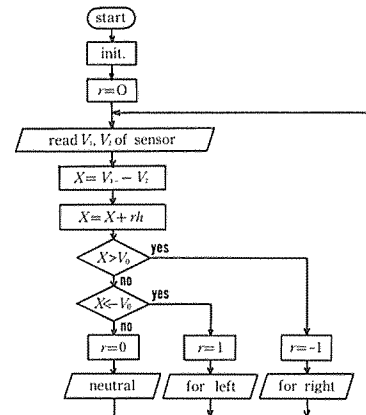 start
init.
r=O
read V₁, V₂ of sensor
X= V₁ - V₂
X= X + rh
X>V₀
yes
no
X<-V₀
yes
no
r=0
r=1
r=-1
neutral
for left
for right